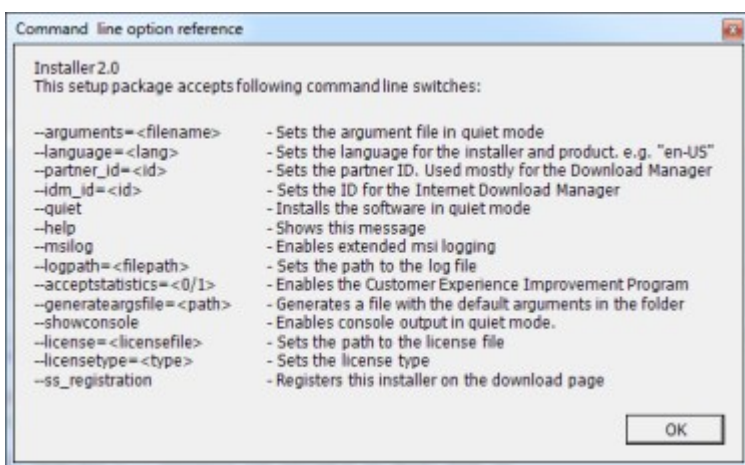 Command line option reference
Installer2.0
This setup package accepts following command line switches:
--arguments=<filename> - Sets the argument file in quiet mode
--language=<lang> - Sets the language for the installer and product. e.g. "en-US"
--partner_id=<id> - Sets the partner ID. Used mostly for the Download Manager
--idm_id=<id> - Sets the ID for the Internet Download Manager
--quiet - Installs the software in quiet mode
--help - Shows this message
--msilog - Enables extended msi logging
--logpath=<filepath> - Sets the path to the log file
--acceptstatistics=<0/1> - Enables the Customer Experience Improvement Program
--generateargsfile=<path> - Generates a file with the default arguments in the folder
--showconsole - Enables console output in quiet mode.
--license=<licensefile> - Sets the path to the license file
--licensetype=<type> - Sets the license type
--ss_registration - Registers this installer on the download page
OK